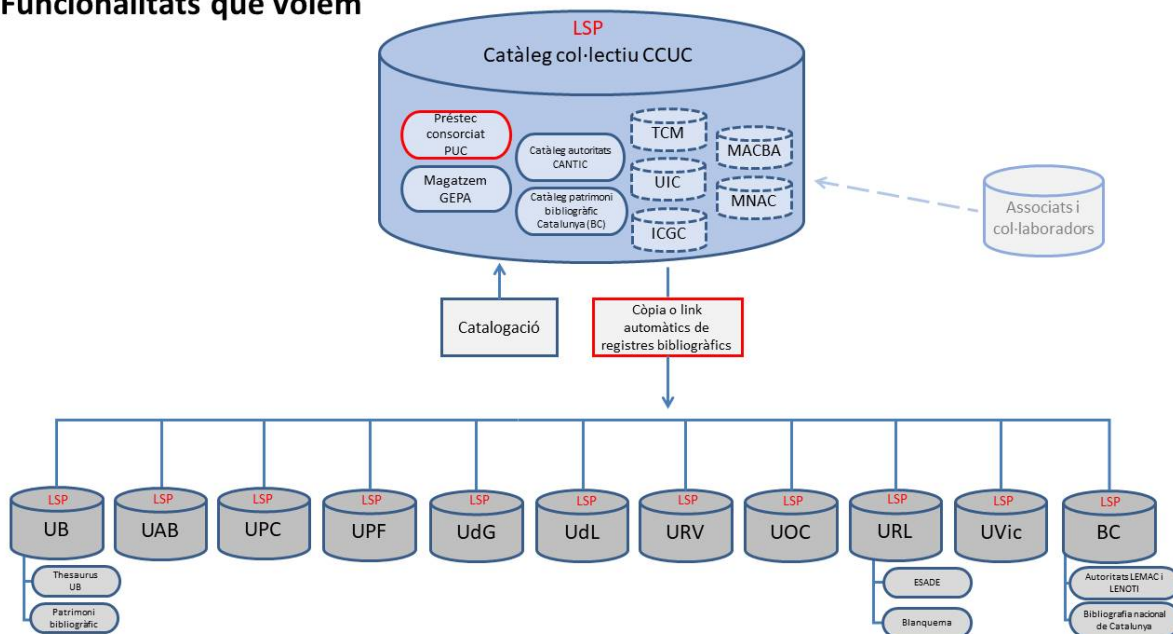 Funcionalitats que volem
LSP
Catàleg col·lectiu CCUC
Préstec
consorciat
PUC
Magatzem
GEPA
Catàleg autoritats
CANTIC
Catàleg patrimoni
bibliogràfic
Catalunya (BC)
TCM
UIC
ICGC
MACBA
MNAC
Associats i
col·laboradors
Catalogació
Còpia o link
automàtics de
registres bibliogràfics
LSP
UB
LSP
UAB
LSP
UPC
LSP
UPF
LSP
UdG
LSP
UdL
LSP
URV
LSP
UOC
LSP
URL
LSP
UVic
LSP
BC
Thesaurus
UB
Patrimoni
bibliogràfic
ESADE
Blanquerna
Autoritats LEMAC i
LENOTI
Bibliografia nacional
de Catalunya